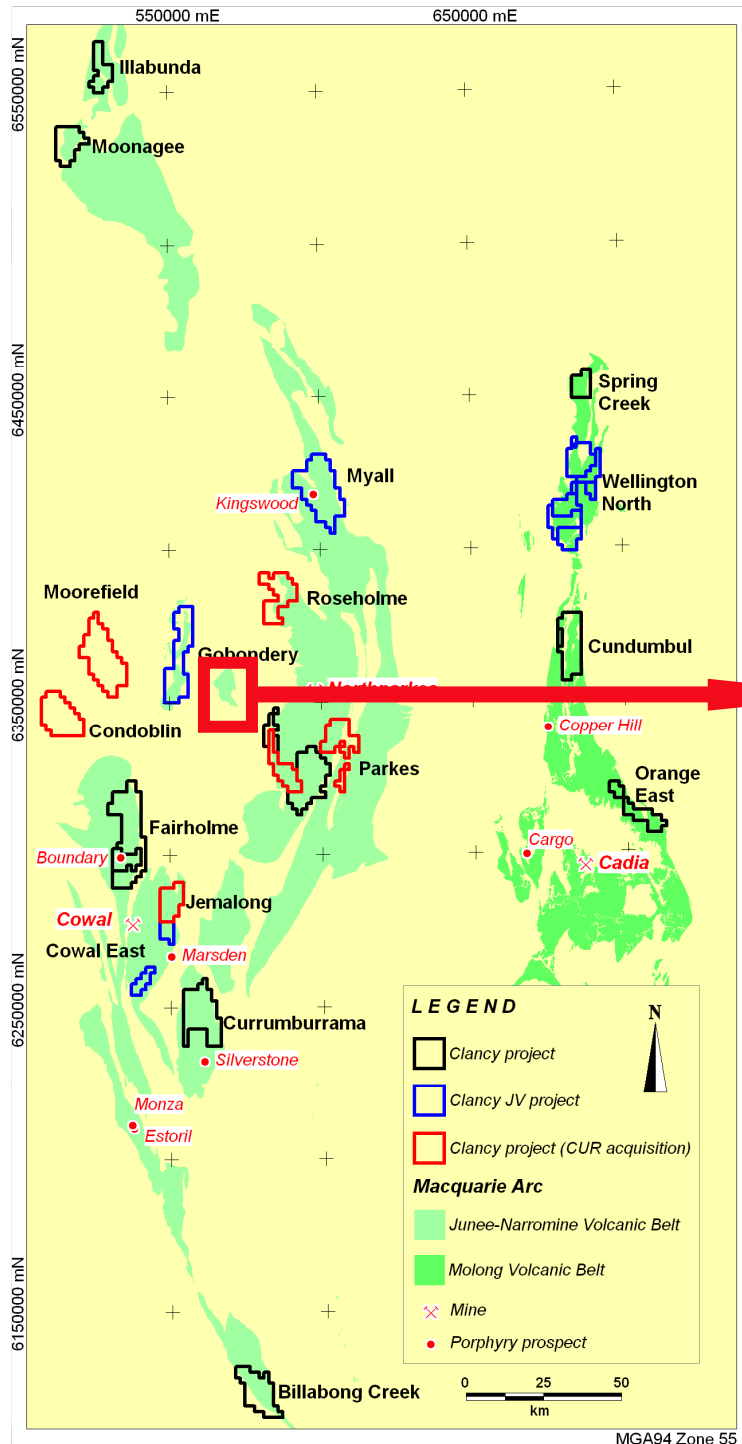 550000 mE
650000 mE
6550000 mN
Illabunda
Moonagee
6450000 mN
Spring
Creek
Myall
Kingswood
Wellington
North
Moorefield
Roseholme
Gobondery
Cundumbul
Northparkes
6350000 mN
Condoblin
Copper Hill
Parkes
Orange
East
Fairholme
Boundary
Cargo
Cadia
Jemalong
Cowal
Cowal East
Marsden
6250000 mN
Currumburrama
Silverstone
Monza
Estoril
LEGEND
N
Clancy project
Clancy JV project
Clancy project (CUR acquisition)
Macquarie Arc
Junee-Narromine Volcanic Belt
Molong Volcanic Belt
Mine
Porphyry prospect
6150000 mN
Billabong Creek
0 25 50
km
MGA94 Zone 55